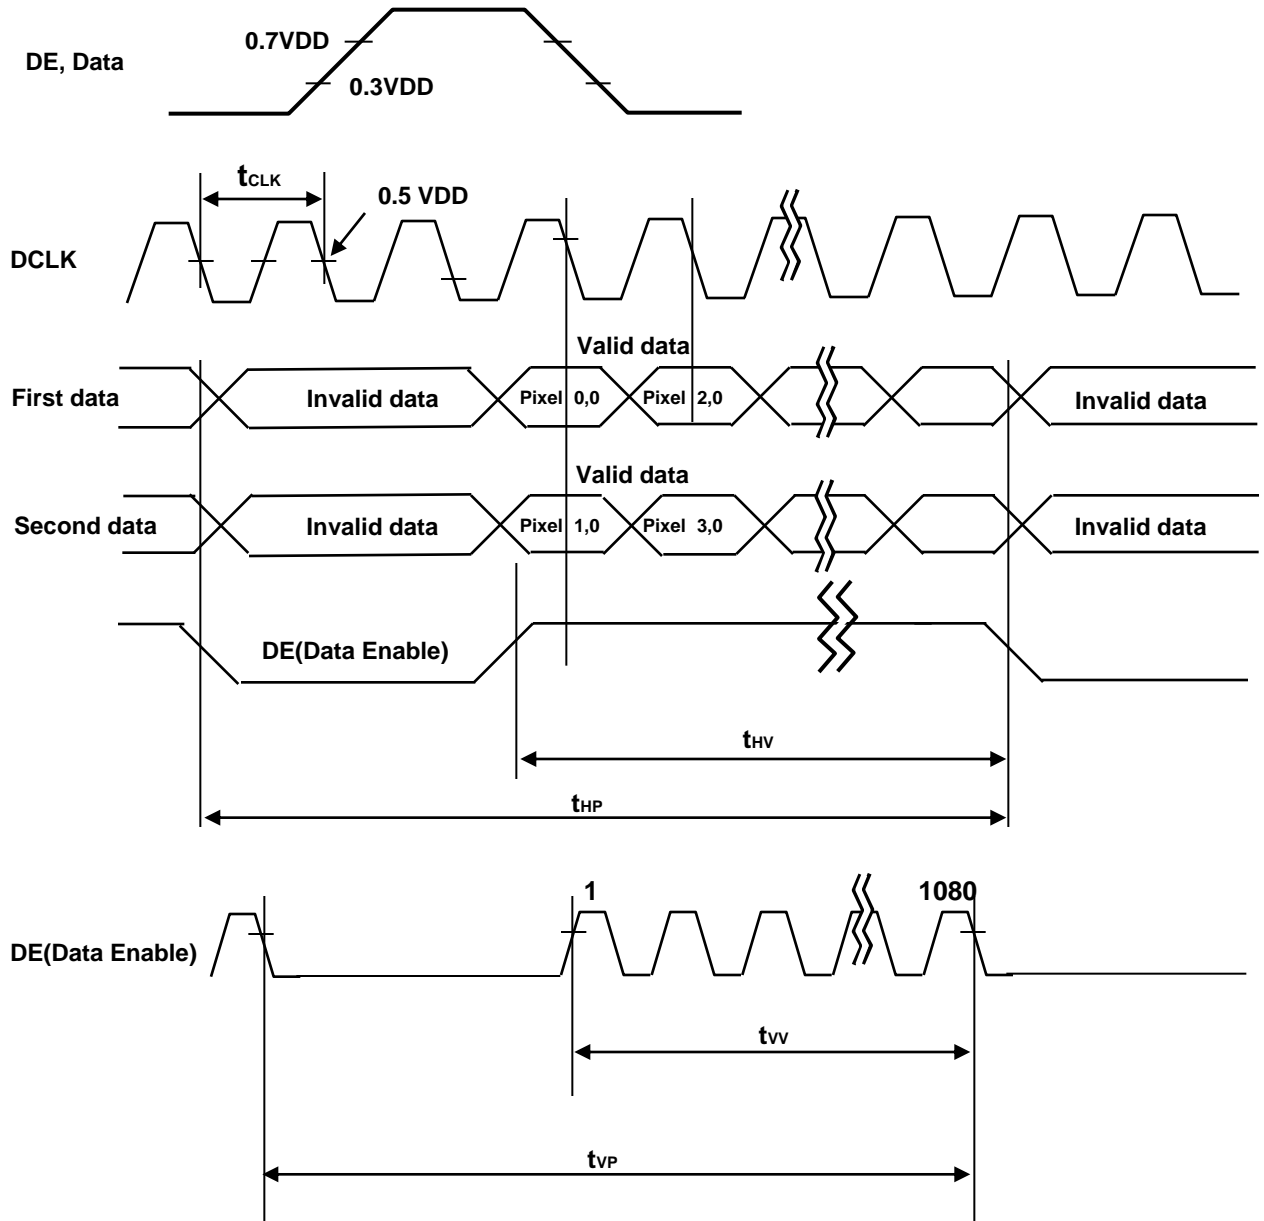 0.7VDD
DE, Data
0.3VDD
tCLK
0.5 VDD
DCLK
Valid data
First data
Invalid data
Pixel 0,0
Pixel 2,0
Invalid data
Valid data
Second data
Invalid data
Pixel 1,0
Pixel 3,0
Invalid data
DE(Data Enable)
tHV
tHP
1
1080
DE(Data Enable)
tVV
tVP